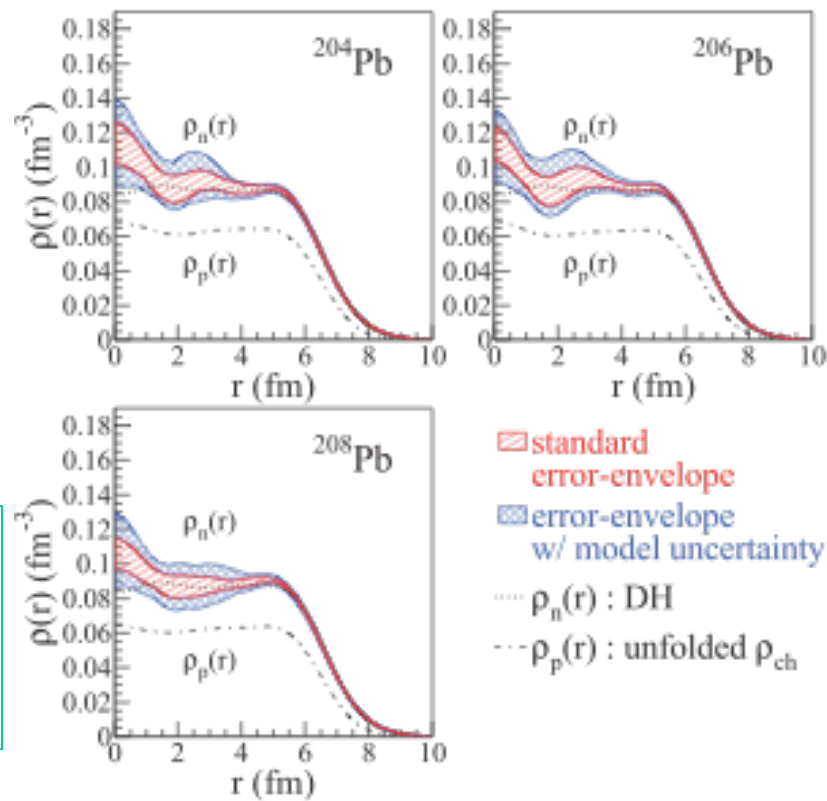 0.18
0.16
0.14
0.12
0.1
0.08
0.06
0.04
0.02
0
ρ(r) (fm⁻³)
²⁰⁴Pb
ρₙ(r)
ρₚ(r)
0 2 4 6 8 10
r (fm)
0.18
0.16
0.14
0.12
0.1
0.08
0.06
0.04
0.02
0
²⁰⁶Pb
ρₙ(r)
ρₚ(r)
0 2 4 6 8 10
r (fm)
0.18
0.16
0.14
0.12
0.1
0.08
0.06
0.04
0.02
0
ρ(r) (fm⁻³)
²⁰⁸Pb
ρₙ(r)
ρₚ(r)
0 2 4 6 8 10
r (fm)
standard
error-envelope
error-envelope
w/ model uncertainty
ρₙ(r) : DH
ρₚ(r) : unfolded ρ_ch